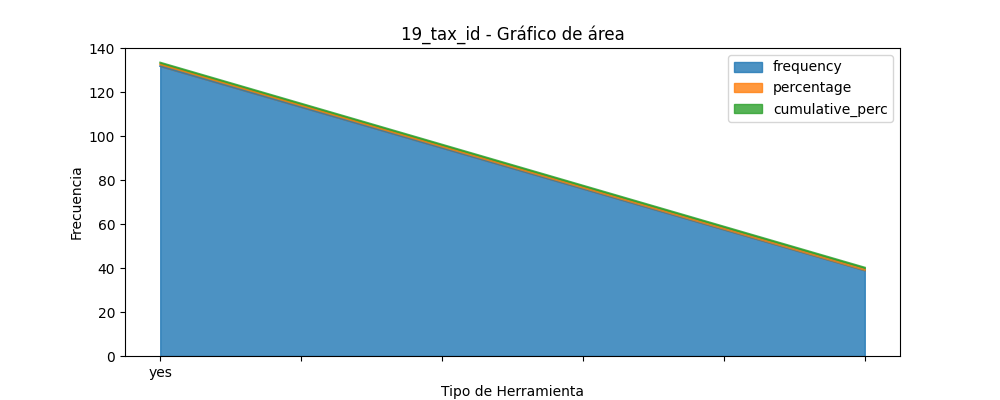 19_tax_id - Gráfico de área
140
120
100
80
60
40
20
0
Frecuencia
frequency
percentage
cumulative_perc
yes
Tipo de Herramienta